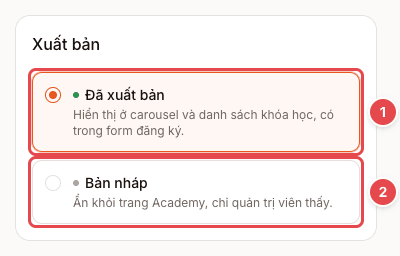 Xuất bản
Đã xuất bản
Hiển thị ở carousel và danh sách khóa học, có
trong form đăng ký.
1
Bản nháp
Ẩn khỏi trang Academy, chỉ quản trị viên thấy.
2